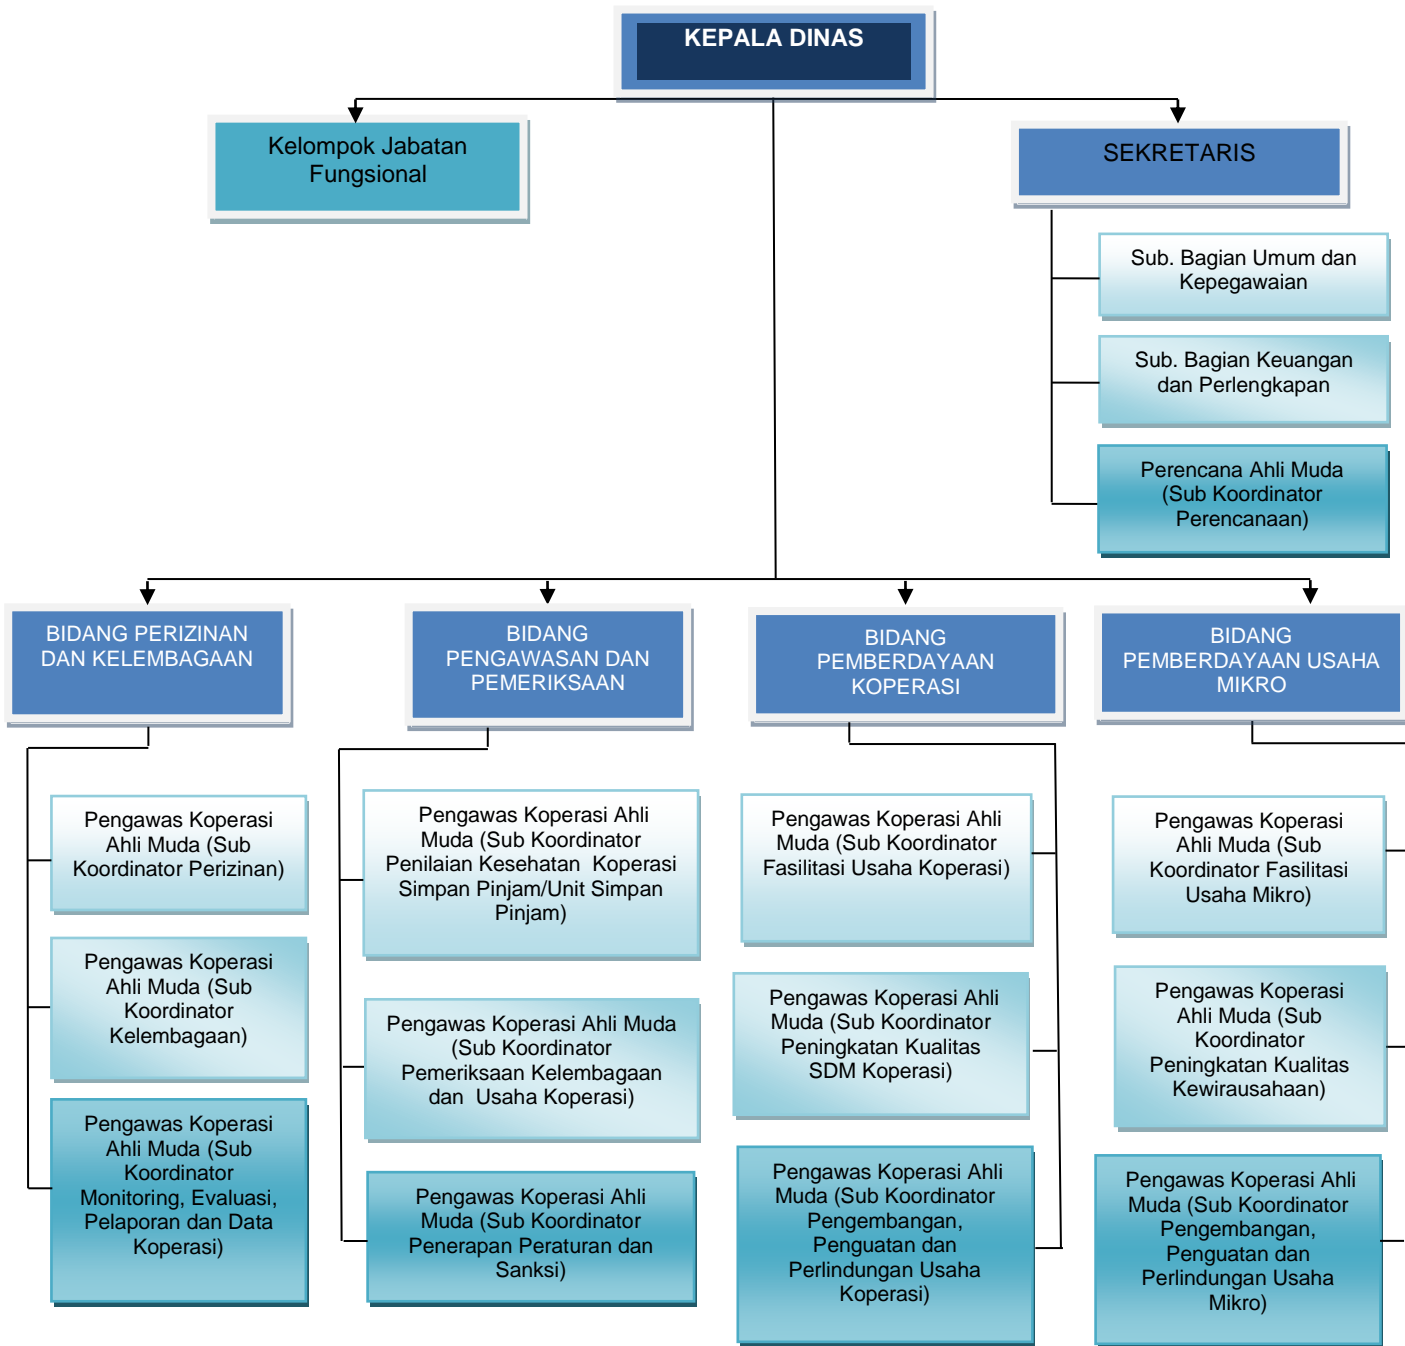 KEPALA DINAS
Kelompok Jabatan
Fungsional
SEKRETARIS
Sub. Bagian Umum dan
Kepegawaian
Sub. Bagian Keuangan
dan Perlengkapan
Perencana Ahli Muda
(Sub Koordinator
Perencanaan)
BIDANG PERIZINAN
DAN KELEMBAGAAN
BIDANG
PENGAWASAN DAN
PEMERIKSAAN
BIDANG
PEMBERDAYAAN
KOPERASI
BIDANG
PEMBERDAYAAN USAHA
MIKRO
Pengawas Koperasi
Ahli Muda (Sub
Koordinator Perizinan)
Pengawas Koperasi
Ahli Muda (Sub
Koordinator
Kelembagaan)
Pengawas Koperasi
Ahli Muda (Sub
Koordinator
Monitoring, Evaluasi,
Pelaporan dan Data
Koperasi)
Pengawas Koperasi Ahli
Muda (Sub Koordinator
Penilaian Kesehatan  Koperasi
Simpan Pinjam/Unit Simpan
Pinjam)
Pengawas Koperasi Ahli Muda
(Sub Koordinator
Pemeriksaan Kelembagaan
dan  Usaha Koperasi)
Pengawas Koperasi Ahli
Muda (Sub Koordinator
Penerapan Peraturan dan
Sanksi)
Pengawas Koperasi Ahli
Muda (Sub Koordinator
Fasilitasi Usaha Koperasi)
Pengawas Koperasi Ahli
Muda (Sub Koordinator
Peningkatan Kualitas
SDM Koperasi)
Pengawas Koperasi Ahli
Muda (Sub Koordinator
Pengembangan,
Penguatan dan
Perlindungan Usaha
Koperasi)
Pengawas Koperasi
Ahli Muda (Sub
Koordinator Fasilitasi
Usaha Mikro)
Pengawas Koperasi
Ahli Muda (Sub
Koordinator
Peningkatan Kualitas
Kewirausahaan)
Pengawas Koperasi Ahli
Muda (Sub Koordinator
Pengembangan,
Penguatan dan
Perlindungan Usaha
Mikro)